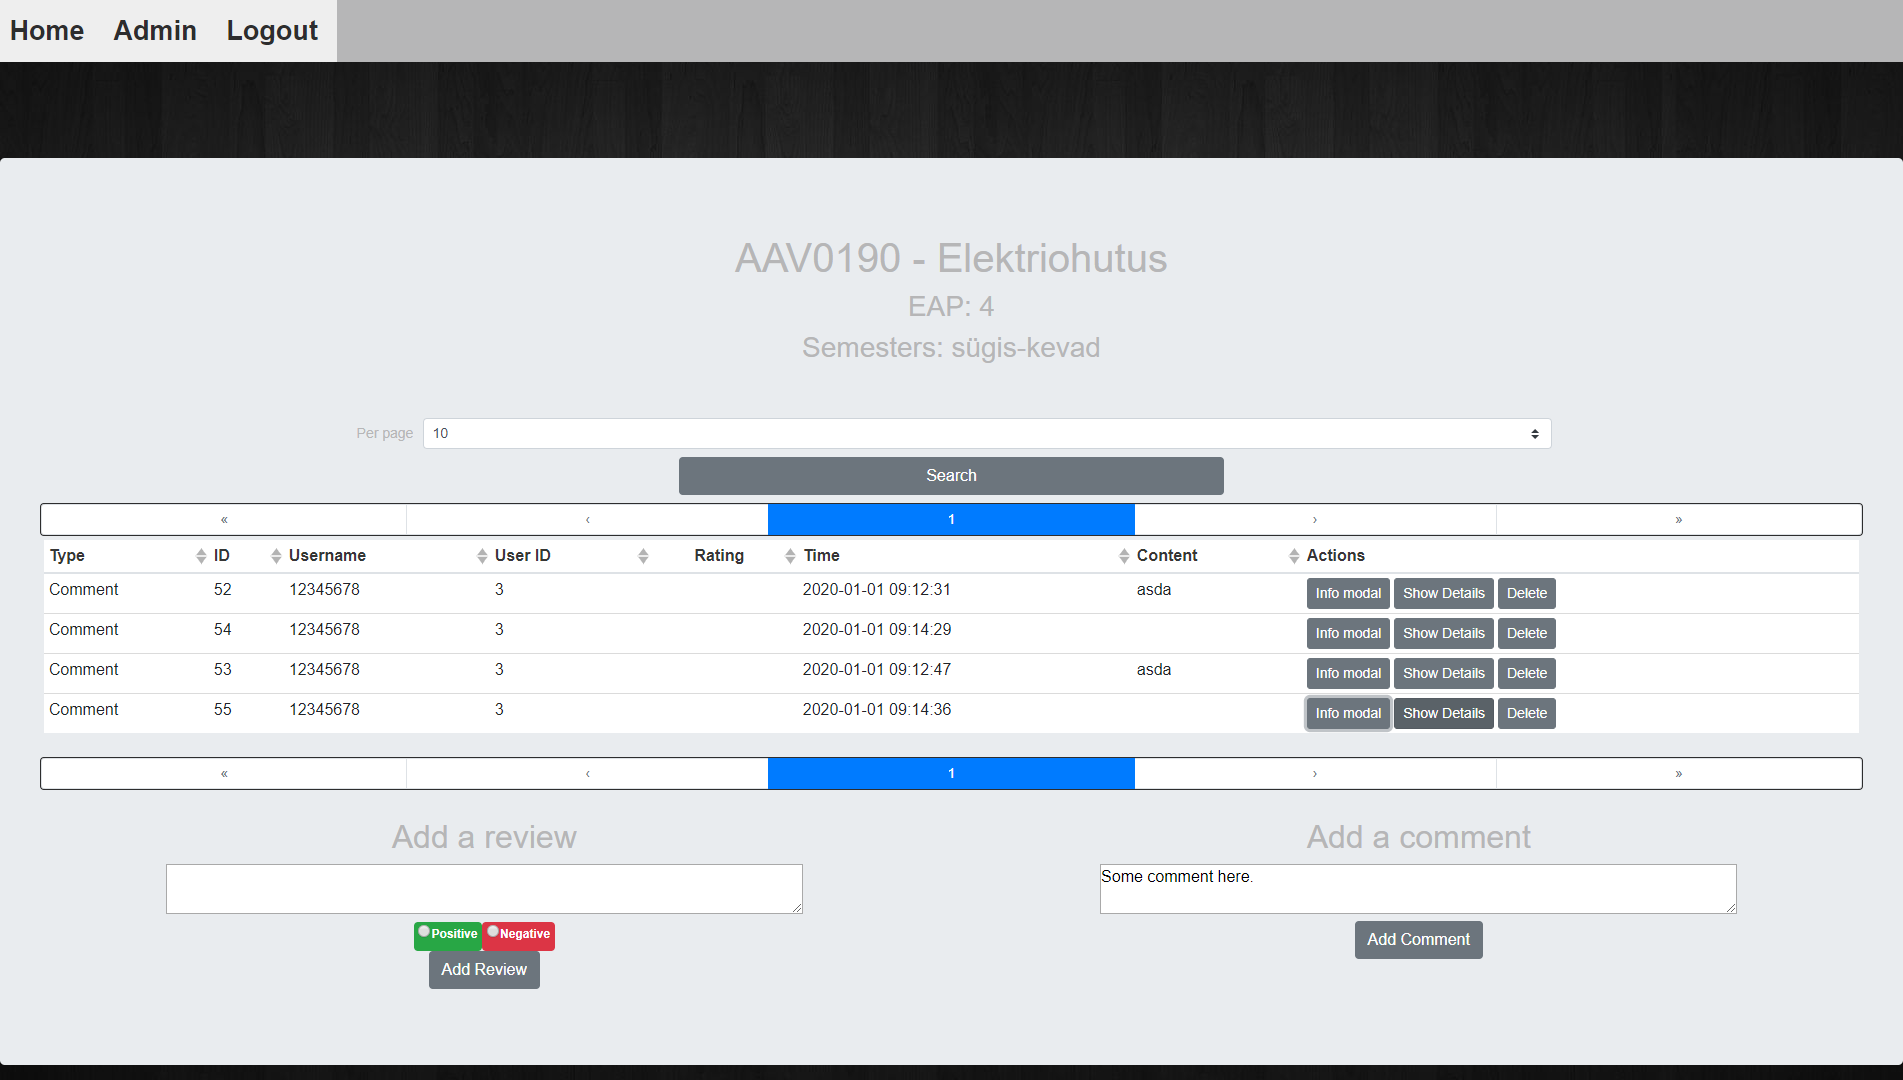 Home Admin Logout
AAV0190 - Elektriohutus
EAP: 4
Semesters: sügis-kevad
Per page 10
Search
« ‹ 1 › »
Type ID Username User ID Rating Time Content Actions
Comment 52 12345678 3 2020-01-01 09:12:31 asda Info modal Show Details Delete
Comment 54 12345678 3 2020-01-01 09:14:29 Info modal Show Details Delete
Comment 53 12345678 3 2020-01-01 09:12:47 asda Info modal Show Details Delete
Comment 55 12345678 3 2020-01-01 09:14:36 Info modal Show Details Delete
« ‹ 1 › »
Add a review
Positive Negative
Add Review
Add a comment
Some comment here.
Add Comment